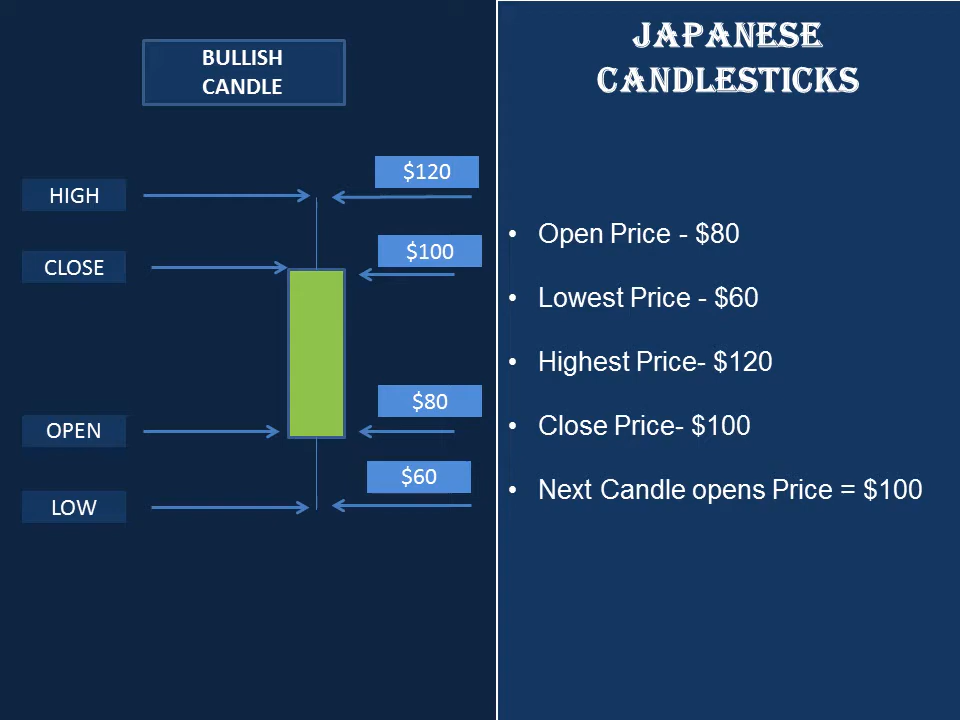 BULLISH
CANDLE
HIGH
$120
CLOSE
$100
OPEN
$80
LOW
$60
JAPANESE
CANDLESTICKS
• Open Price - $80
• Lowest Price - $60
• Highest Price- $120
• Close Price- $100
• Next Candle opens Price = $100